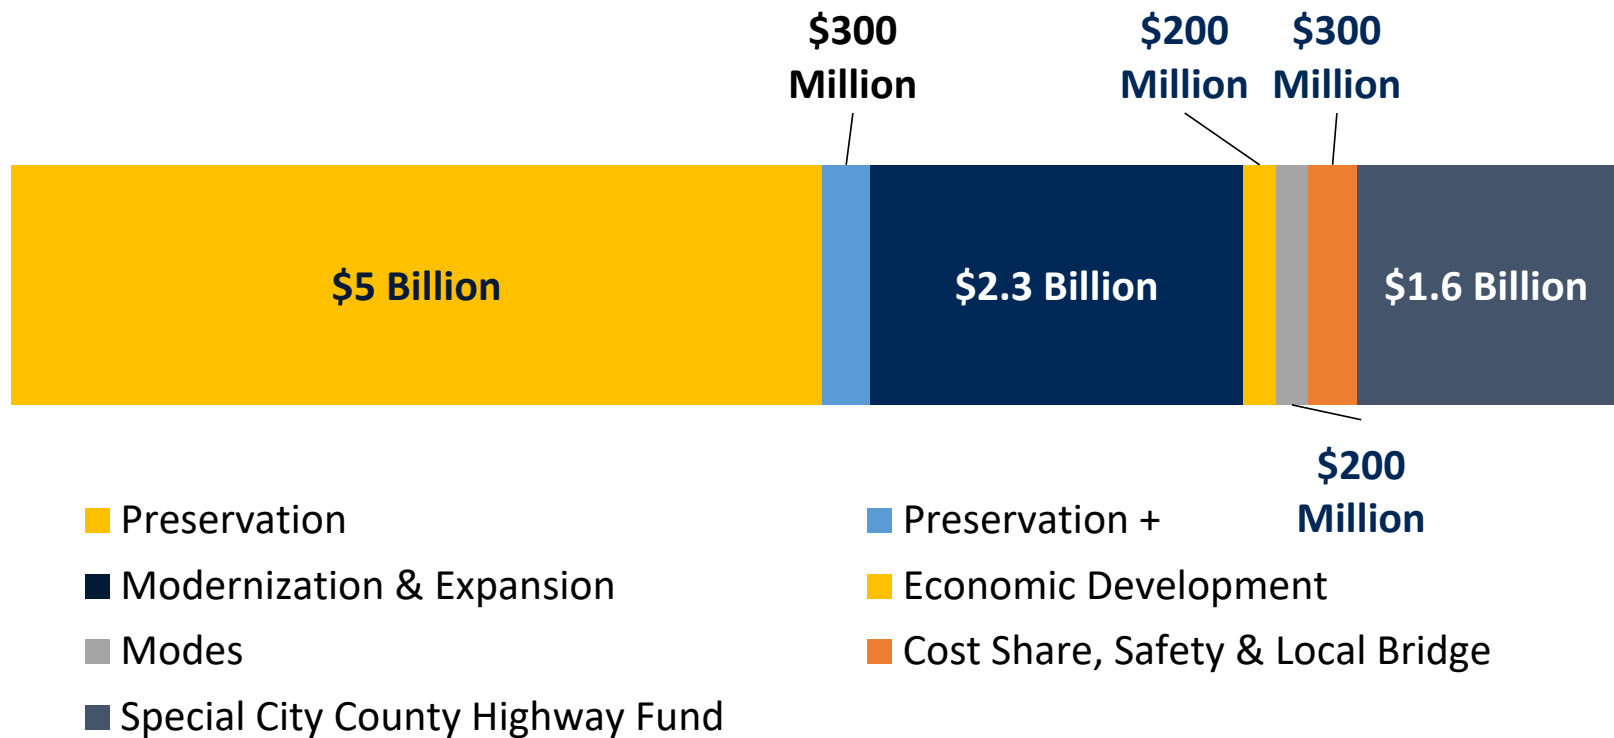 $300
Million
$200
Million
$300
Million
$5 Billion
$2.3 Billion
$1.6 Billion
$200
Million
Preservation
Preservation +
Modernization & Expansion
Economic Development
Modes
Cost Share, Safety & Local Bridge
Special City County Highway Fund